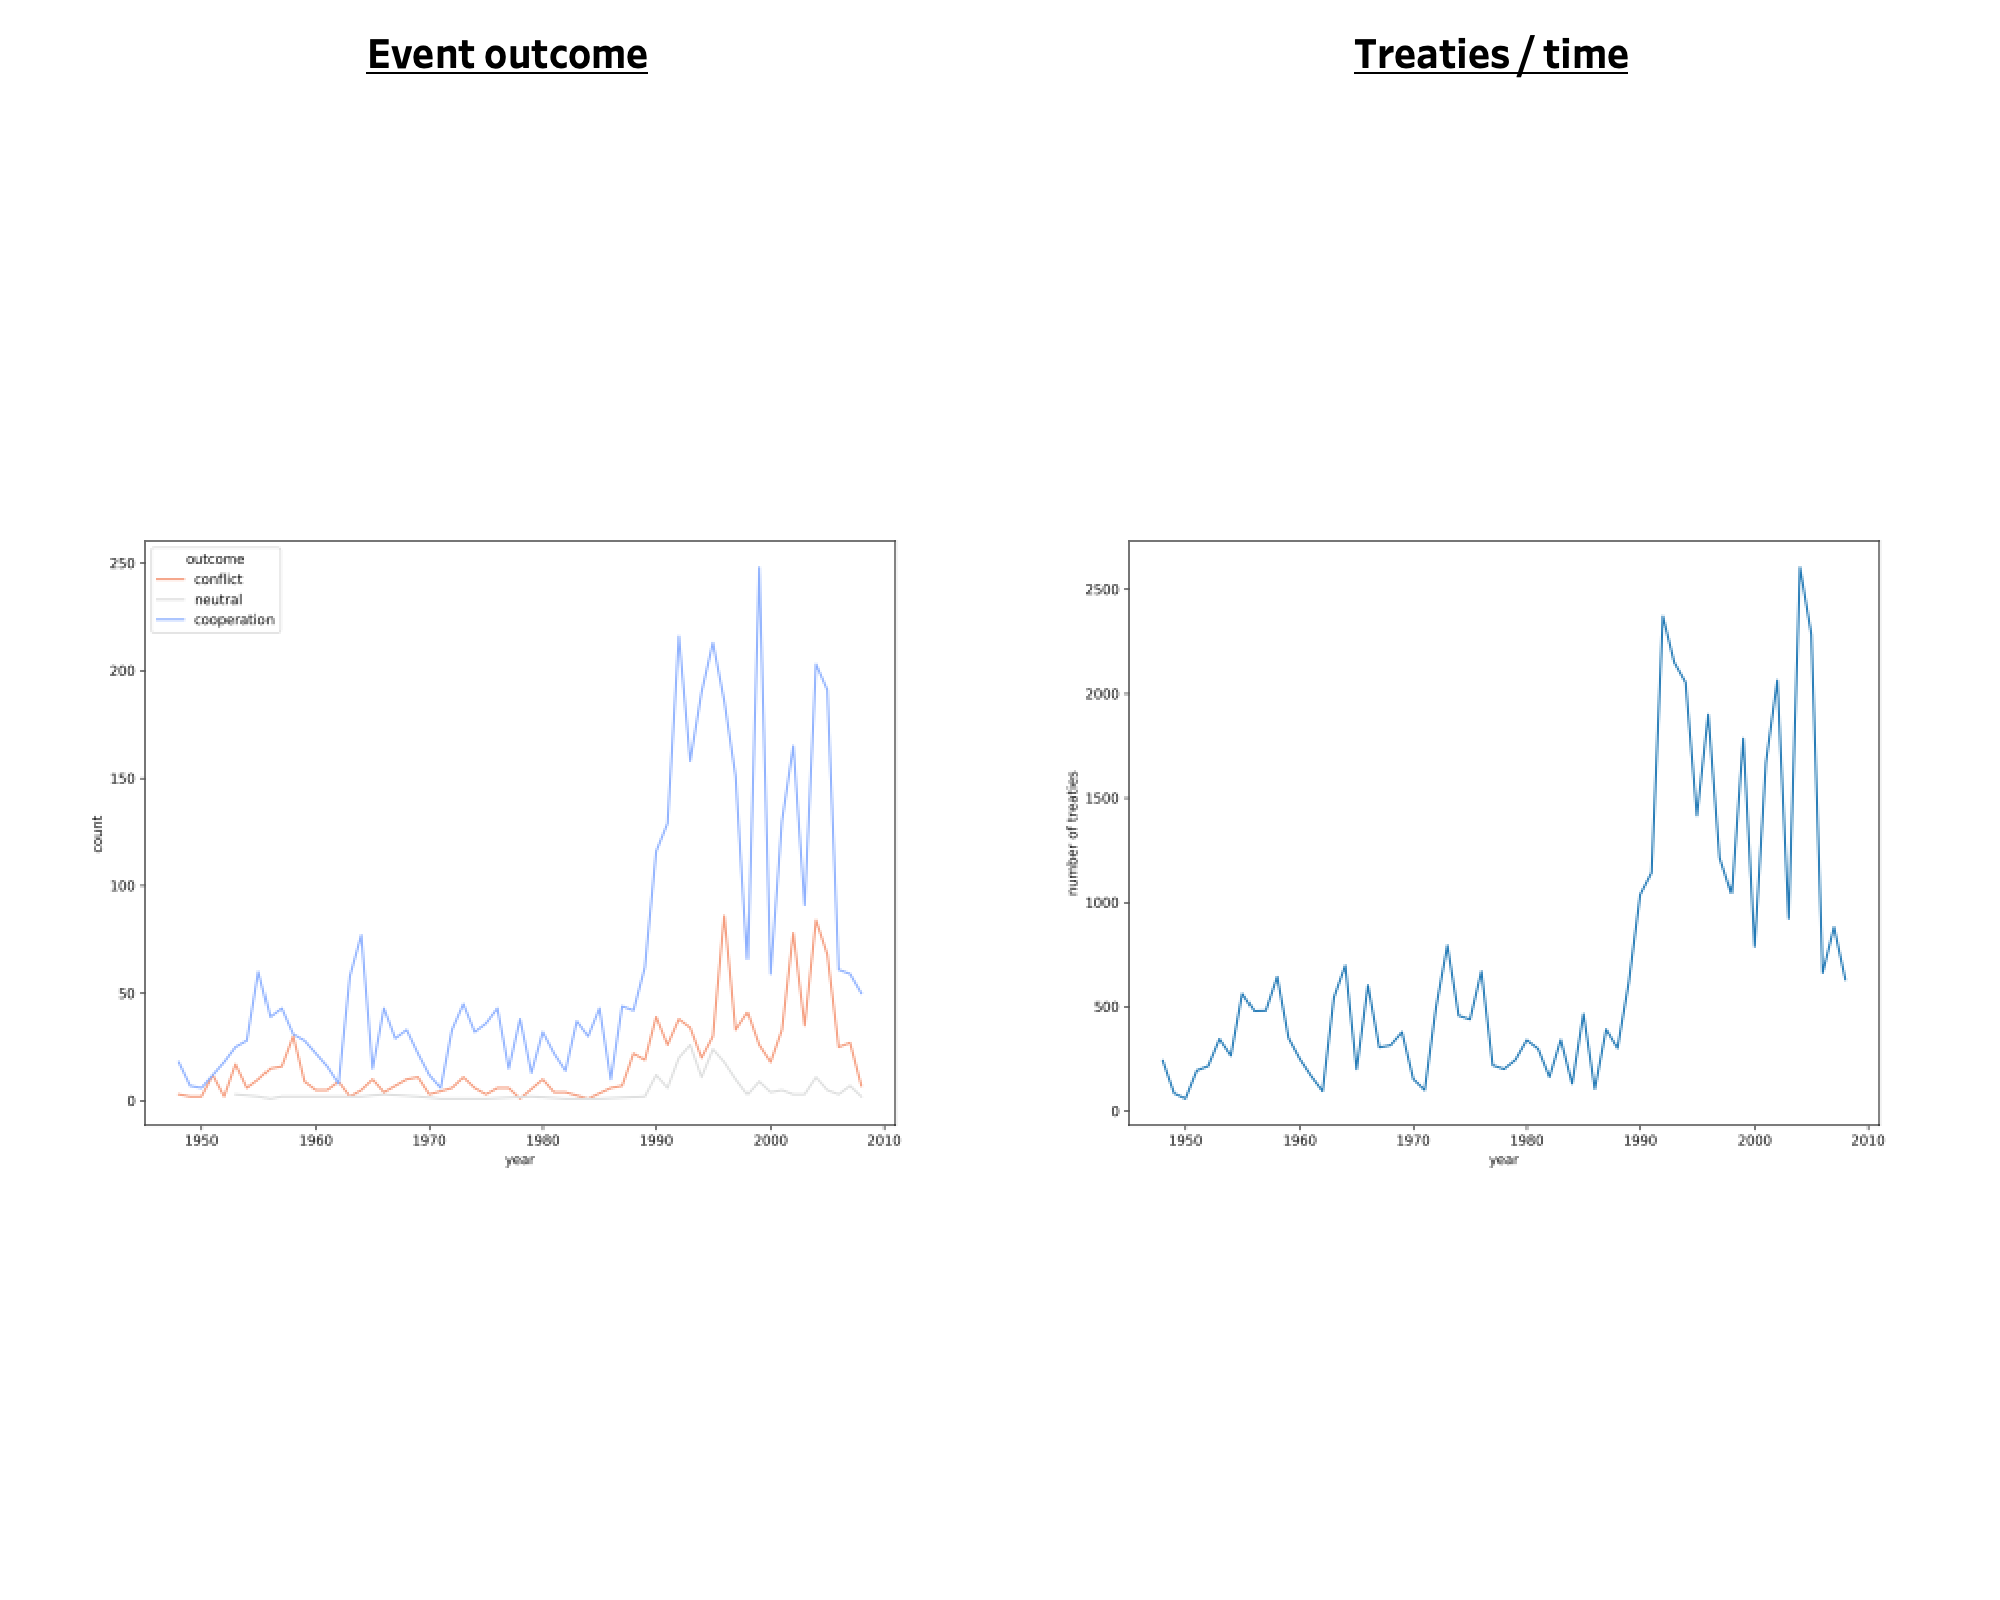 Event outcome
Treaties / time
outcome
conflict
neutral
cooperation
250
200
150
100
50
0
count
1950 1960 1970 1980 1990 2000 2010
year
2500
2000
1500
1000
500
0
number of treaties
1950 1960 1970 1980 1990 2000 2010
year